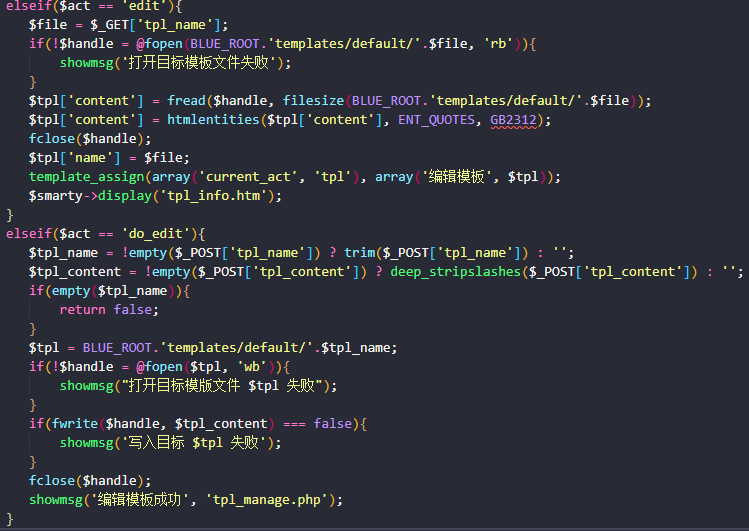 elseif($act == 'edit'){
$file = $_GET['tpl_name'];
if(!$handle = @fopen(BLUE_ROOT.'templates/default/'.$file, 'rb')){
showmsg('打开目标模板文件失败');
}
$tpl['content'] = fread($handle, filesize(BLUE_ROOT.'templates/default/'.$file));
$tpl['content'] = htmlentities($tpl['content'], ENT_QUOTES, GB2312);
fclose($handle);
$tpl['name'] = $file;
template_assign(array('current_act', 'tpl'), array('编辑模板', $tpl));
$smarty->display('tpl_info.htm');
}
elseif($act == 'do_edit'){
$tpl_name = !empty($_POST['tpl_name']) ? trim($_POST['tpl_name']) : '';
$tpl_content = !empty($_POST['tpl_content']) ? deep_stripslashes($_POST['tpl_content']) : '';
if(empty($tpl_name)){
return false;
}
$tpl = BLUE_ROOT.'templates/default/'.$tpl_name;
if(!$handle = @fopen($tpl, 'wb')){
showmsg("打开目标模版文件 $tpl 失败");
}
if(fwrite($handle, $tpl_content) === false){
showmsg('写入目标 $tpl 失败');
}
fclose($handle);
showmsg('编辑模板成功', 'tpl_manage.php');
}